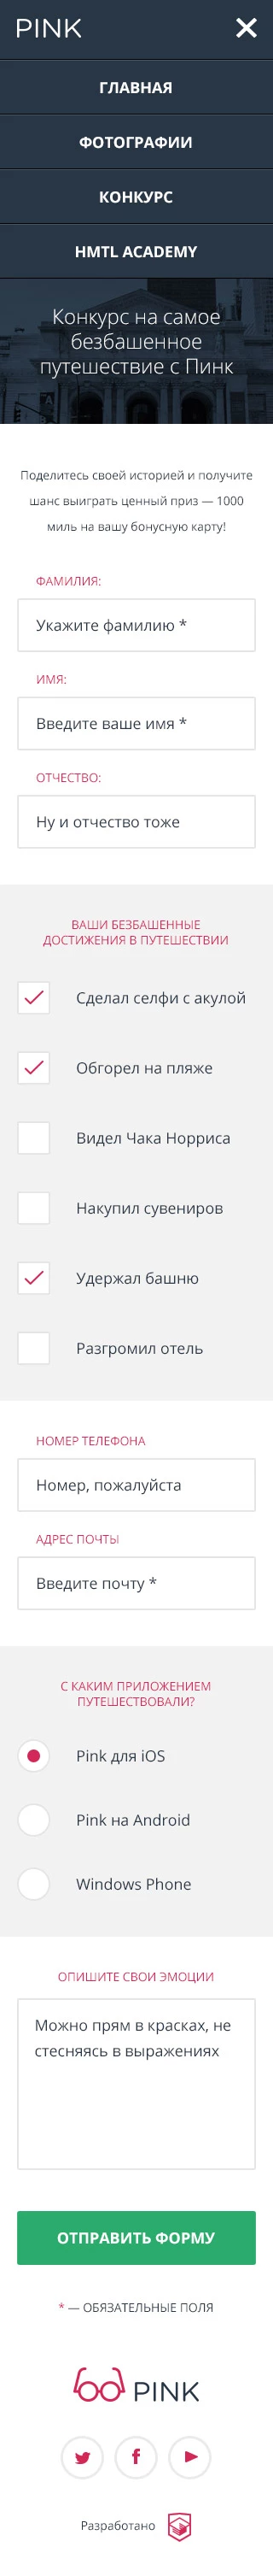 PINK
ГЛАВНАЯ
ФОТОГРАФИИ
КОНКУРС
HMTL ACADEMY
Конкурс на самое
безбашенное
путешествие с Пинк
Поделитесь своей историей и получите
шанс выиграть ценный приз — 1000
миль на вашу бонусную карту!
ФАМИЛИЯ:
Укажите фамилию *
ИМЯ:
Введите ваше имя *
ОТЧЕСТВО:
Ну и отчество тоже
ВАШИ БЕЗБАШЕННЫЕ
ДОСТИЖЕНИЯ В ПУТЕШЕСТВИИ
Сделал селфи с акулой
Обгорел на пляже
Видел Чака Норриса
Накупил сувениров
Удержал башню
Разгромил отель
НОМЕР ТЕЛЕФОНА
Номер, пожалуйста
АДРЕС ПОЧТЫ
Введите почту *
С КАКИМ ПРИЛОЖЕНИЕМ
ПУТЕШЕСТВОВАЛИ?
Pink для iOS
Pink на Android
Windows Phone
ОПИШИТЕ СВОИ ЭМОЦИИ
Можно прям в красках, не
стесняясь в выражениях
ОТПРАВИТЬ ФОРМУ
* — ОБЯЗАТЕЛЬНЫЕ ПОЛЯ
PINK
Разработано